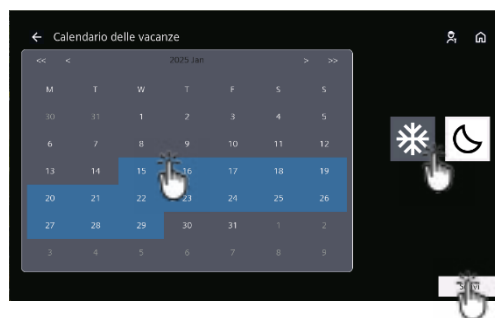 Calendario delle vacanze
<< < 2025 Jan > >>
M T W T F S S
30 31 1 2 3 4 5
6 7 8 9 10 11 12
13 14 15 16 17 18 19
20 21 22 23 24 25 26
27 28 29 30 31 1 2
3 4 5 6 7 8 9